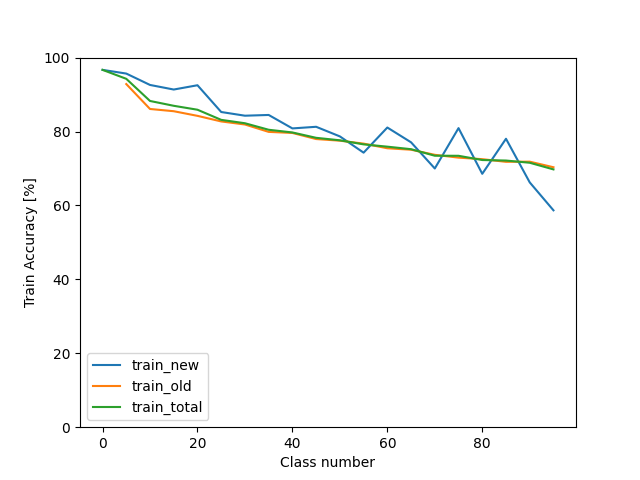 100
80
60
40
20
0
Train Accuracy [%]
train_new
train_old
train_total
0 20 40 60 80
Class number